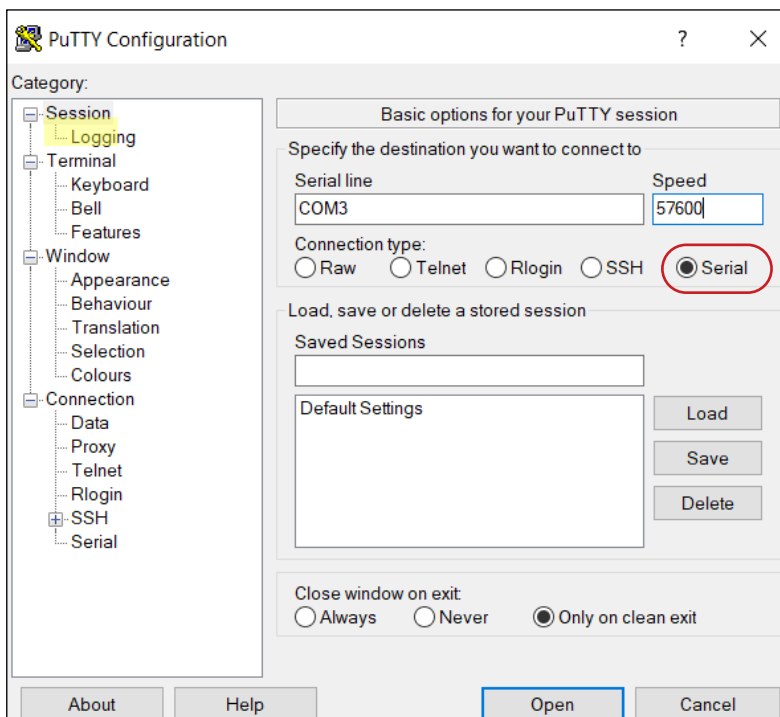 PuTTY Configuration ?
Category:
Session
Logging
Terminal
Keyboard
Bell
Features
Window
Appearance
Behaviour
Translation
Selection
Colours
Connection
Data
Proxy
Telnet
Rlogin
SSH
Serial
Basic options for your PuTTY session
Specify the destination you want to connect to
Serial line Speed
COM3 57600
Connection type:
Raw Telnet Rlogin SSH Serial
Load, save or delete a stored session
Saved Sessions
Default Settings
Load
Save
Delete
Close window on exit:
Always Never Only on clean exit
About Help Open Cancel